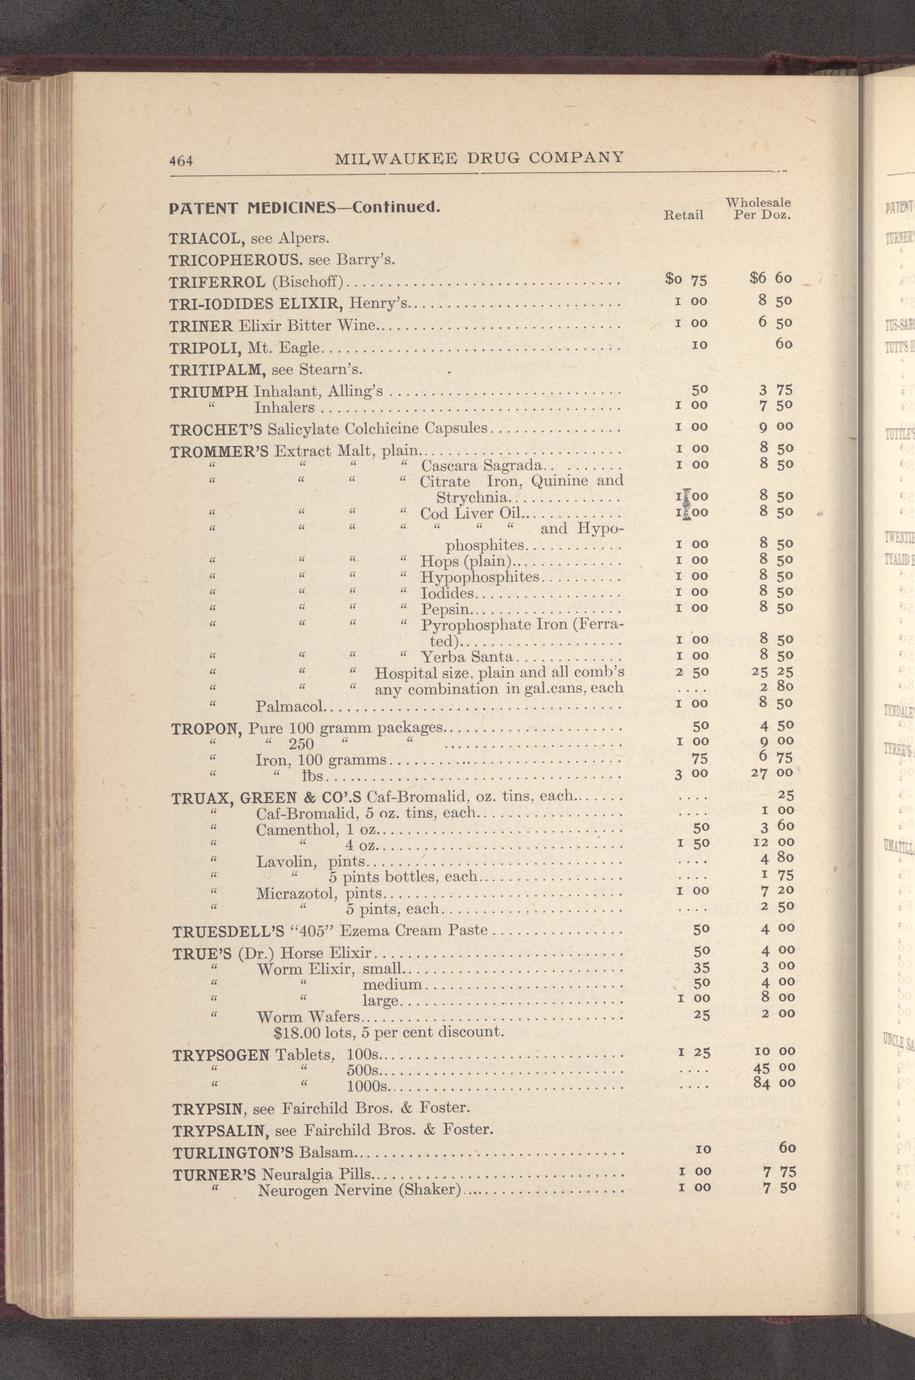 464 MILWAUKEE DRUG COMPANY
PATENT MEDICINES—Continued. Retail Wholesale Per Doz.
TRIACOL, see Alpers.
TRICOPHEROUS. see Barry's.
TRIFERROL (Bischoff) $0 75 $6 60
TRI-IODIDES ELIXIR, Henry's 1 00 8 50
TRINER Elixir Bitter Wine 1 00 6 50
TRIPOLI, Mt. Eagle 10 60
TRITIPALM, see Stearn's.
TRIUMPH Inhalant, Alling's 50 3 75
“ Inhalers 1 00 7 50
TROCHET'S Salicylate Colchicine Capsules 1 00 9 00
TROMMER'S Extract Malt, plain 1 00 8 50
“ “ “ “ Cascara Sagrada 1 00 8 50
“ “ “ “ Citrate Iron, Quinine and
Strychnia 1 00 8 50
“ “ “ “ Cod Liver Oil 1 00 8 50
“ “ “ “ “ “ “ and Hypo-
phosphites 1 00 8 50
“ “ “ “ Hops (plain) 1 00 8 50
“ “ “ “ Hypophosphites 1 00 8 50
“ “ “ “ Iodides 1 00 8 50
“ “ “ “ Pepsin 1 00 8 50
“ “ “ “ Pyrophosphate Iron (Ferra-
ted) 1 00 8 50
“ “ “ “ Yerba Santa 1 00 8 50
“ “ “ Hospital size, plain and all comb's 2 50 25 25
“ “ “ any combination in gal.cans, each .... 2 80
“ Palmacol 1 00 8 50
TROPON, Pure 100 gramm packages 50 4 50
“ “ 250 “ “ 1 00 9 00
“ Iron, 100 gramms 75 6 75
“ “ lbs 3 00 27 00
TRUAX, GREEN & CO'.S Caf-Bromalid, oz. tins, each .... 25
“ Caf-Bromalid, 5 oz. tins, each .... 1 00
“ Camenthol, 1 oz. 50 3 60
“ “ 4 oz. 1 50 12 00
“ Lavolin, pints .... 4 80
“ “ 5 pints bottles, each .... 1 75
“ Micrazotol, pints 1 00 7 20
“ “ 5 pints, each .... 2 50
TRUESDELL'S “405” Ezema Cream Paste 50 4 00
TRUE'S (Dr.) Horse Elixir 50 4 00
“ Worm Elixir, small 35 3 00
“ “ medium 50 4 00
“ “ large 1 00 8 00
“ Worm Wafers 25 2 00
$18.00 lots, 5 per cent discount.
TRYPSOGEN Tablets, 100s 1 25 10 00
“ “ 500s .... 45 00
“ “ 1000s .... 84 00
TRYPSIN, see Fairchild Bros. & Foster.
TRYPSALIN, see Fairchild Bros. & Foster.
TURLINGTON'S Balsam 10 60
TURNER'S Neuralgia Pills 1 00 7 75
“ Neurogen Nervine (Shaker) 1 00 7 50
PATENT
TURNER'
TUTT'S
TUTTLE'S
TYNDALE'
TYREE'S
UMATILL
UNCLE SA